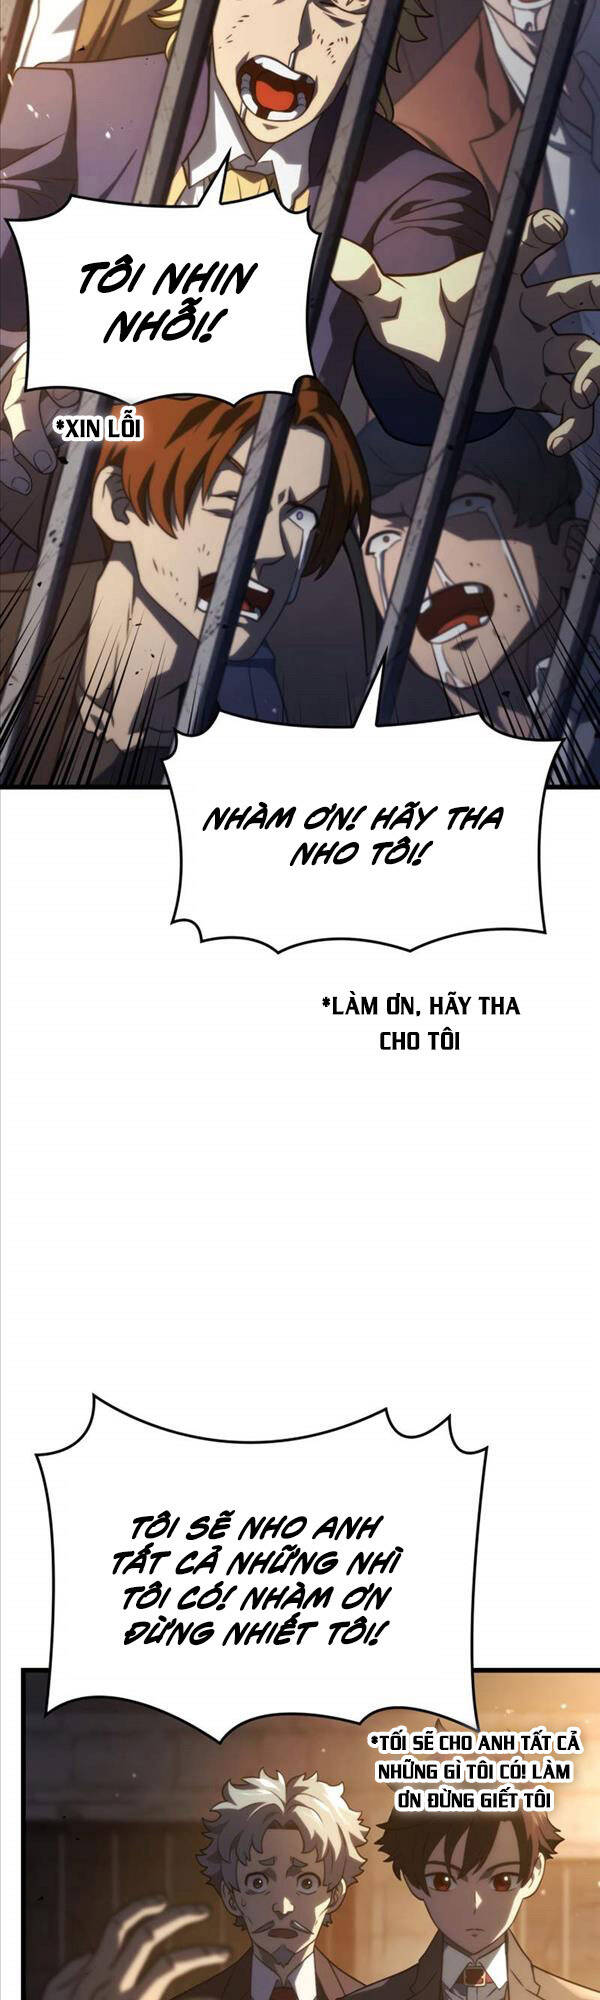 TÔI NHIN
NHỖI!
*XIN LỖI
NHÀM ƠN! HÃY THA
NHO TÔI!
*LÀM ƠN, HÃY THA
CHO TÔI
TÔI SẼ NHO ANH
TẤT CẢ NHỮNG NHÌ
TÔI CÓ! NHÀM ƠN
ĐỪNG NHIẾT TÔI!
*TỐI SẼ CHO ANH TẤT CẢ
NHỮNG GÌ TÔI CÓ! LÀM
ƠN ĐỪNG GIẾT TÔI